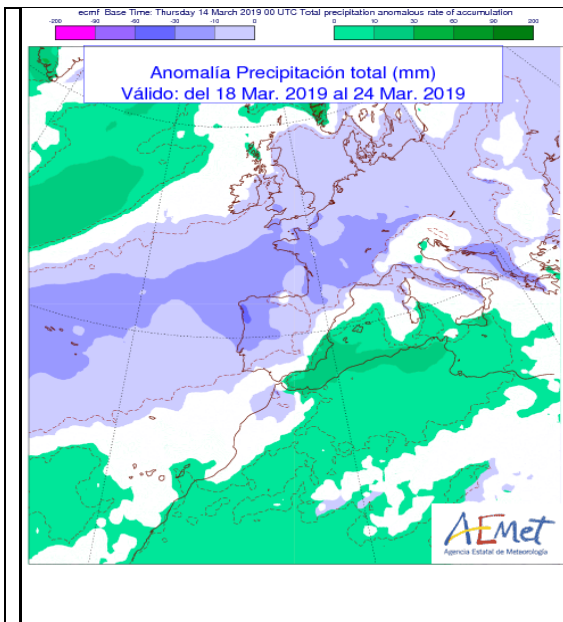 ecmf Base Time: Thursday 14 March 2019 00 UTC Total precipitation anomalous rate of accumulation
-200 -90 -60 -30 -10 0 0 10 30 60 90 200
Anomalía Precipitación total (mm)
Válido: del 18 Mar. 2019 al 24 Mar. 2019
AEmet
Agencia Estatal de Meteorología